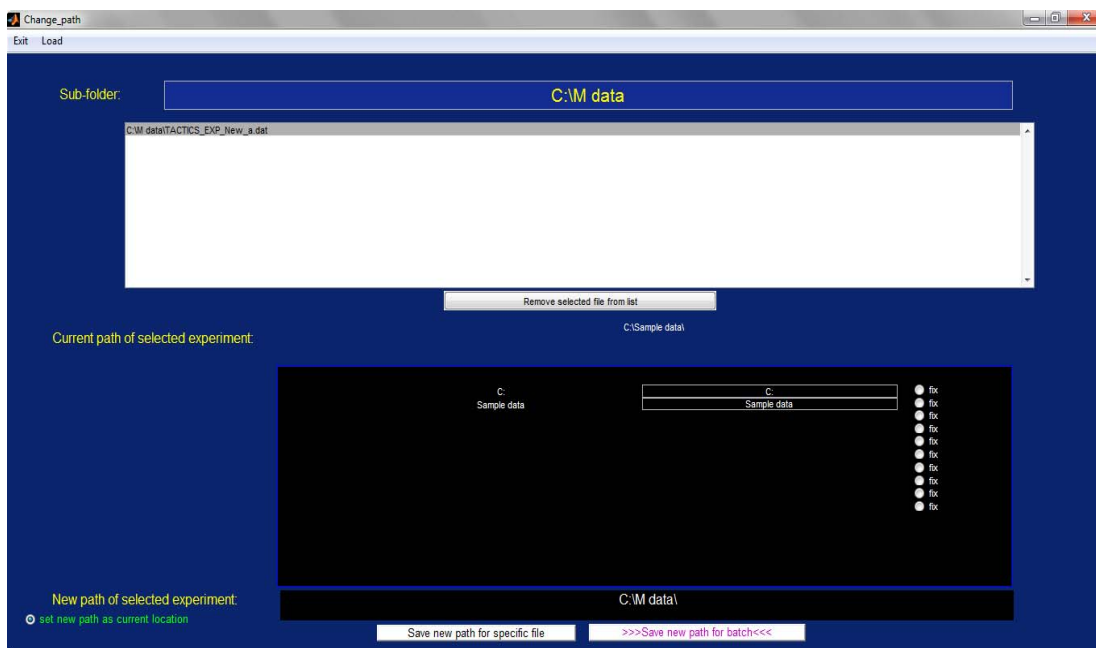 Change_path
Exit Load
Sub-folder: C:\M data
C:\M data\TACTICS_EXP_New_a.dat
Remove selected file from list
C:\Sample data\
Current path of selected experiment:
C: C: fix
Sample data Sample data fix
fix
fix
fix
fix
fix
fix
fix
fix
New path of selected experiment: C:\M data\
set new path as current location
Save new path for specific file >>>Save new path for batch<<<